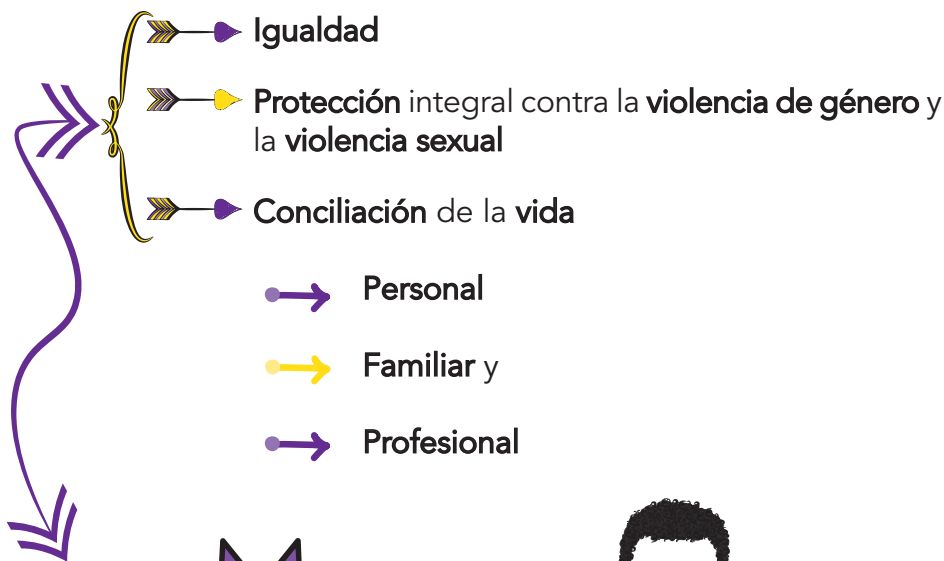 Igualdad
Protección integral contra la violencia de género y
la violencia sexual
Conciliación de la vida
Personal
Familiar y
Profesional